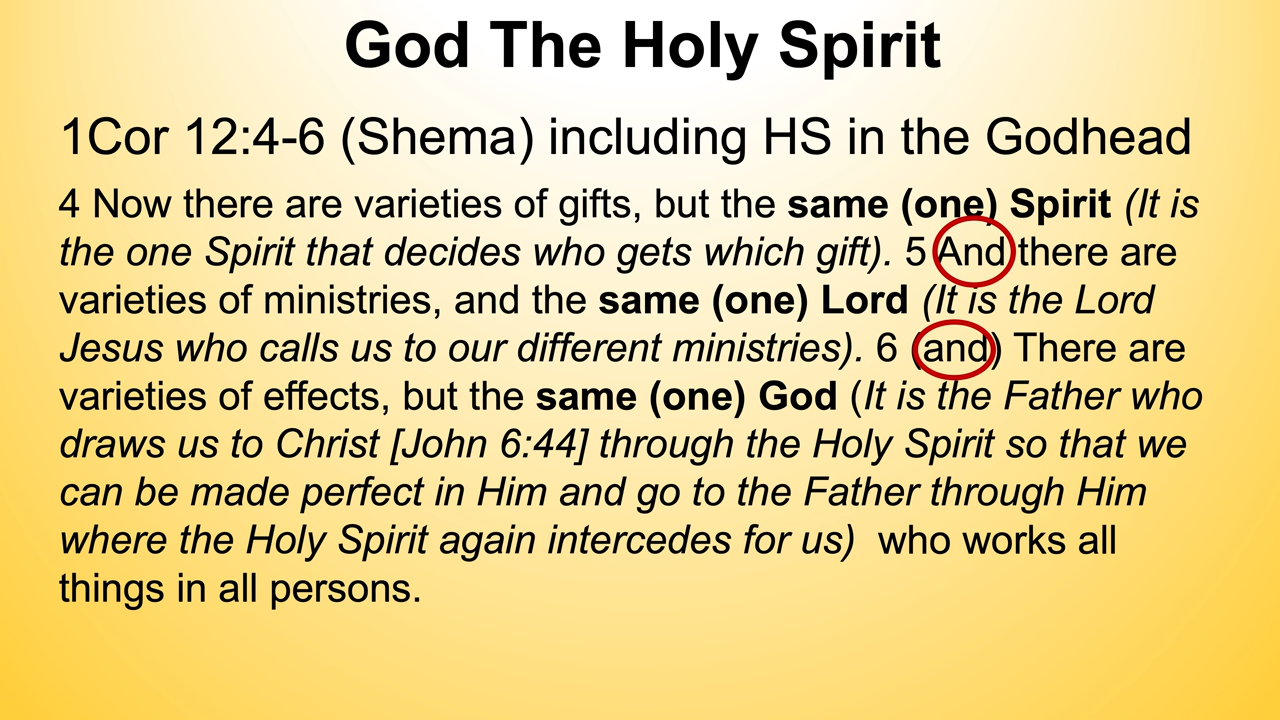 God The Holy Spirit
1Cor 12:4-6 (Shema) including HS in the Godhead
4 Now there are varieties of gifts, but the same (one) Spirit (It is
the one Spirit that decides who gets which gift). 5 And there are
varieties of ministries, and the same (one) Lord (It is the Lord
Jesus who calls us to our different ministries). 6 (and) There are
varieties of effects, but the same (one) God (It is the Father who
draws us to Christ [John 6:44] through the Holy Spirit so that we
can be made perfect in Him and go to the Father through Him
where the Holy Spirit again intercedes for us)  who works all
things in all persons.